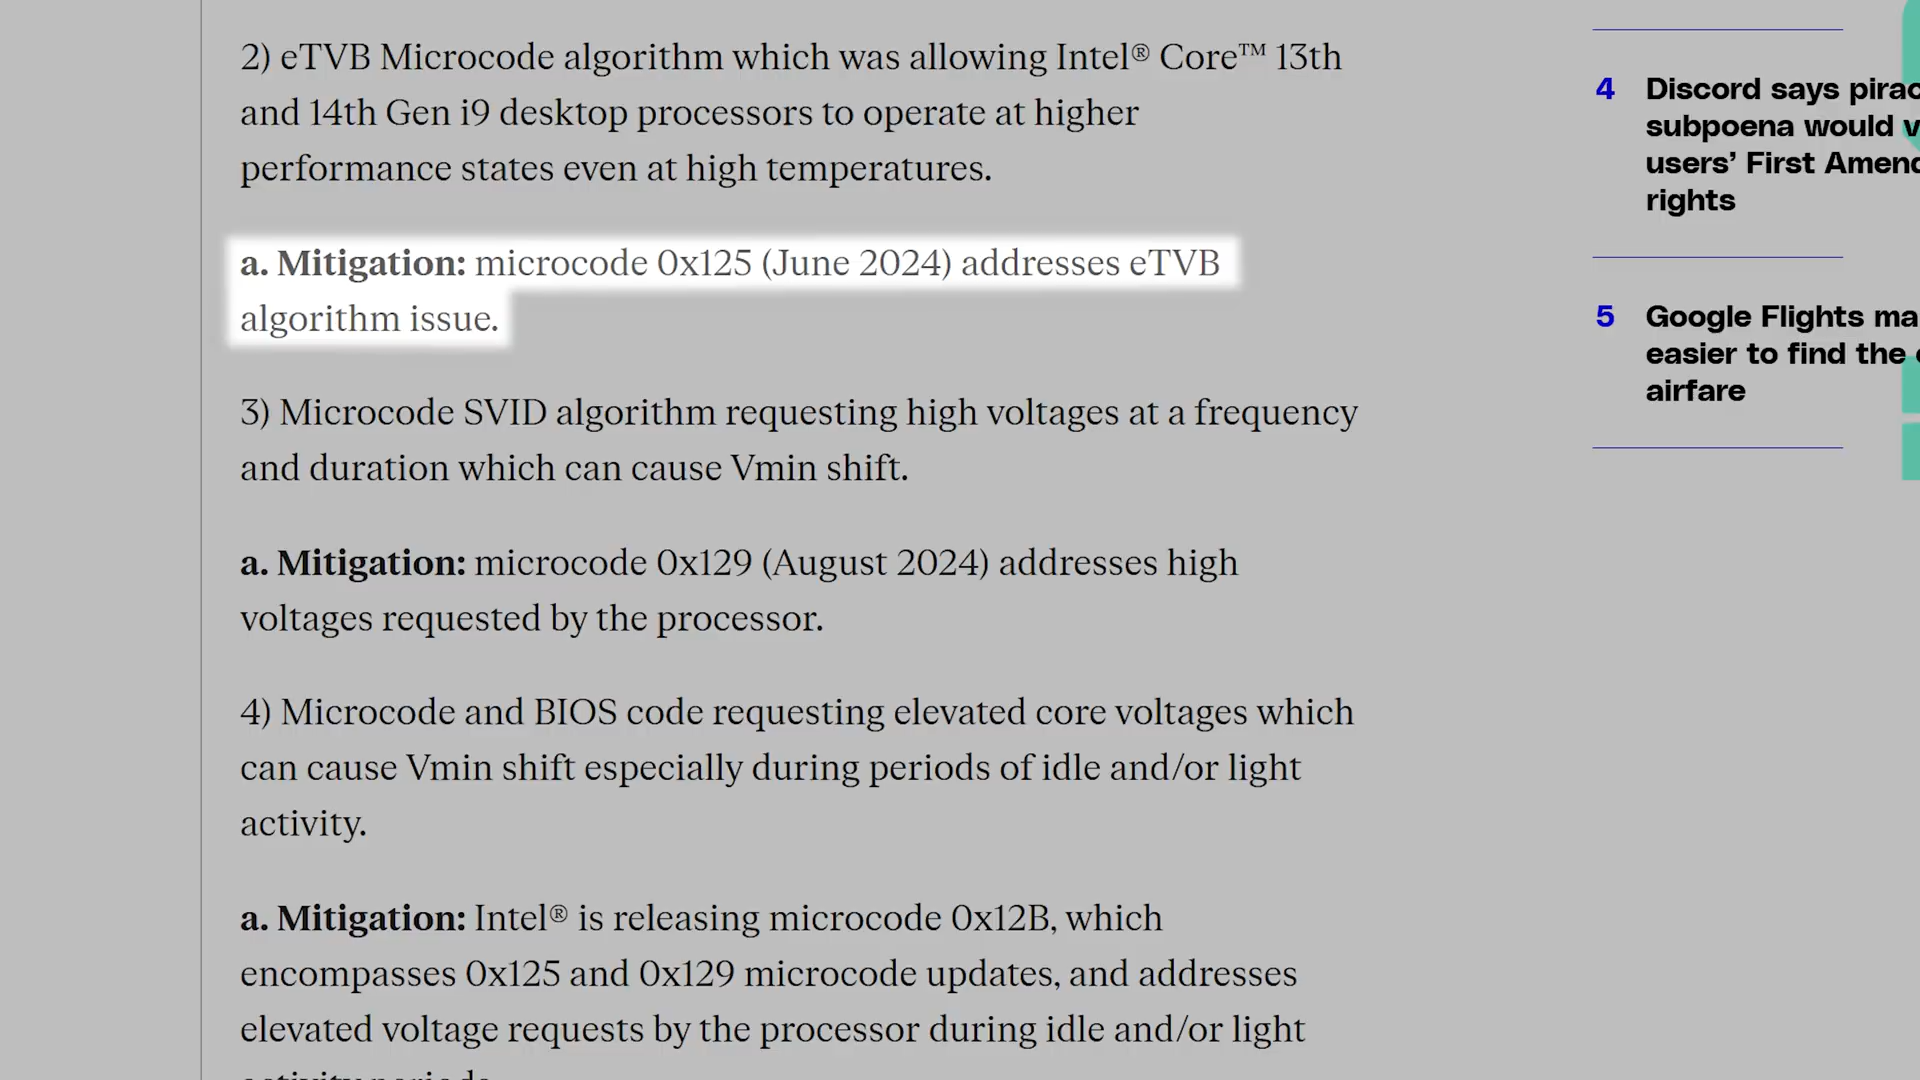 2) eTVB Microcode algorithm which was allowing Intel® Core™ 13th
and 14th Gen i9 desktop processors to operate at higher
performance states even at high temperatures.
a. Mitigation: microcode 0x125 (June 2024) addresses eTVB
algorithm issue.
3) Microcode SVID algorithm requesting high voltages at a frequency
and duration which can cause Vmin shift.
a. Mitigation: microcode 0x129 (August 2024) addresses high
voltages requested by the processor.
4) Microcode and BIOS code requesting elevated core voltages which
can cause Vmin shift especially during periods of idle and/or light
activity.
a. Mitigation: Intel® is releasing microcode 0x12B, which
encompasses 0x125 and 0x129 microcode updates, and addresses
elevated voltage requests by the processor during idle and/or light
4 Discord says
subpoena would
users’ First
rights
5 Google Flights
easier to find the
airfare